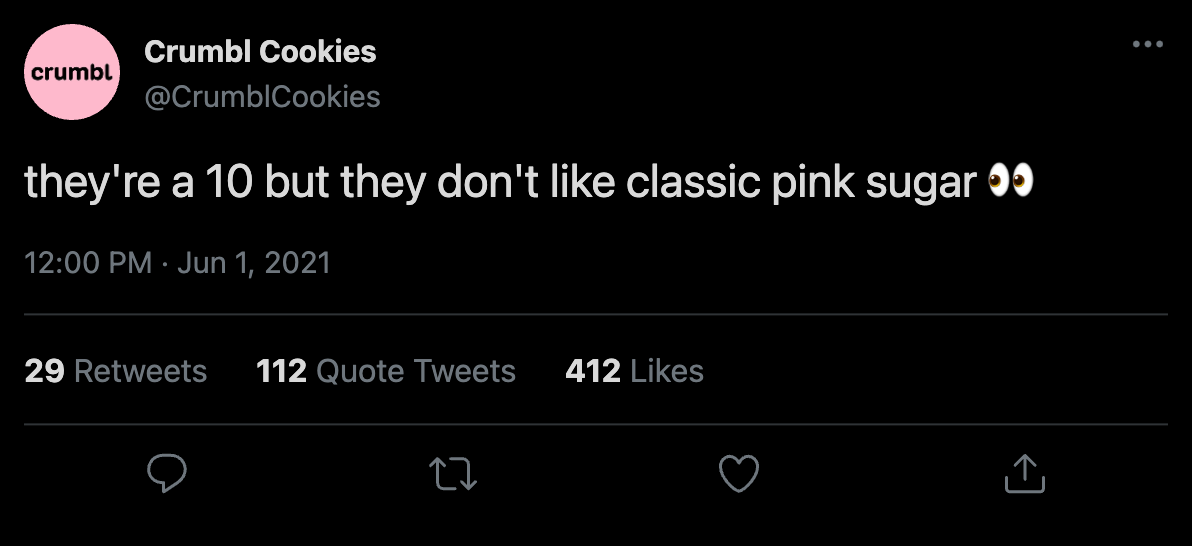 crumbl
Crumbl Cookies
@CrumblCookies
they're a 10 but they don't like classic pink sugar 👀
12:00 PM · Jun 1, 2021
29 Retweets 112 Quote Tweets 412 Likes